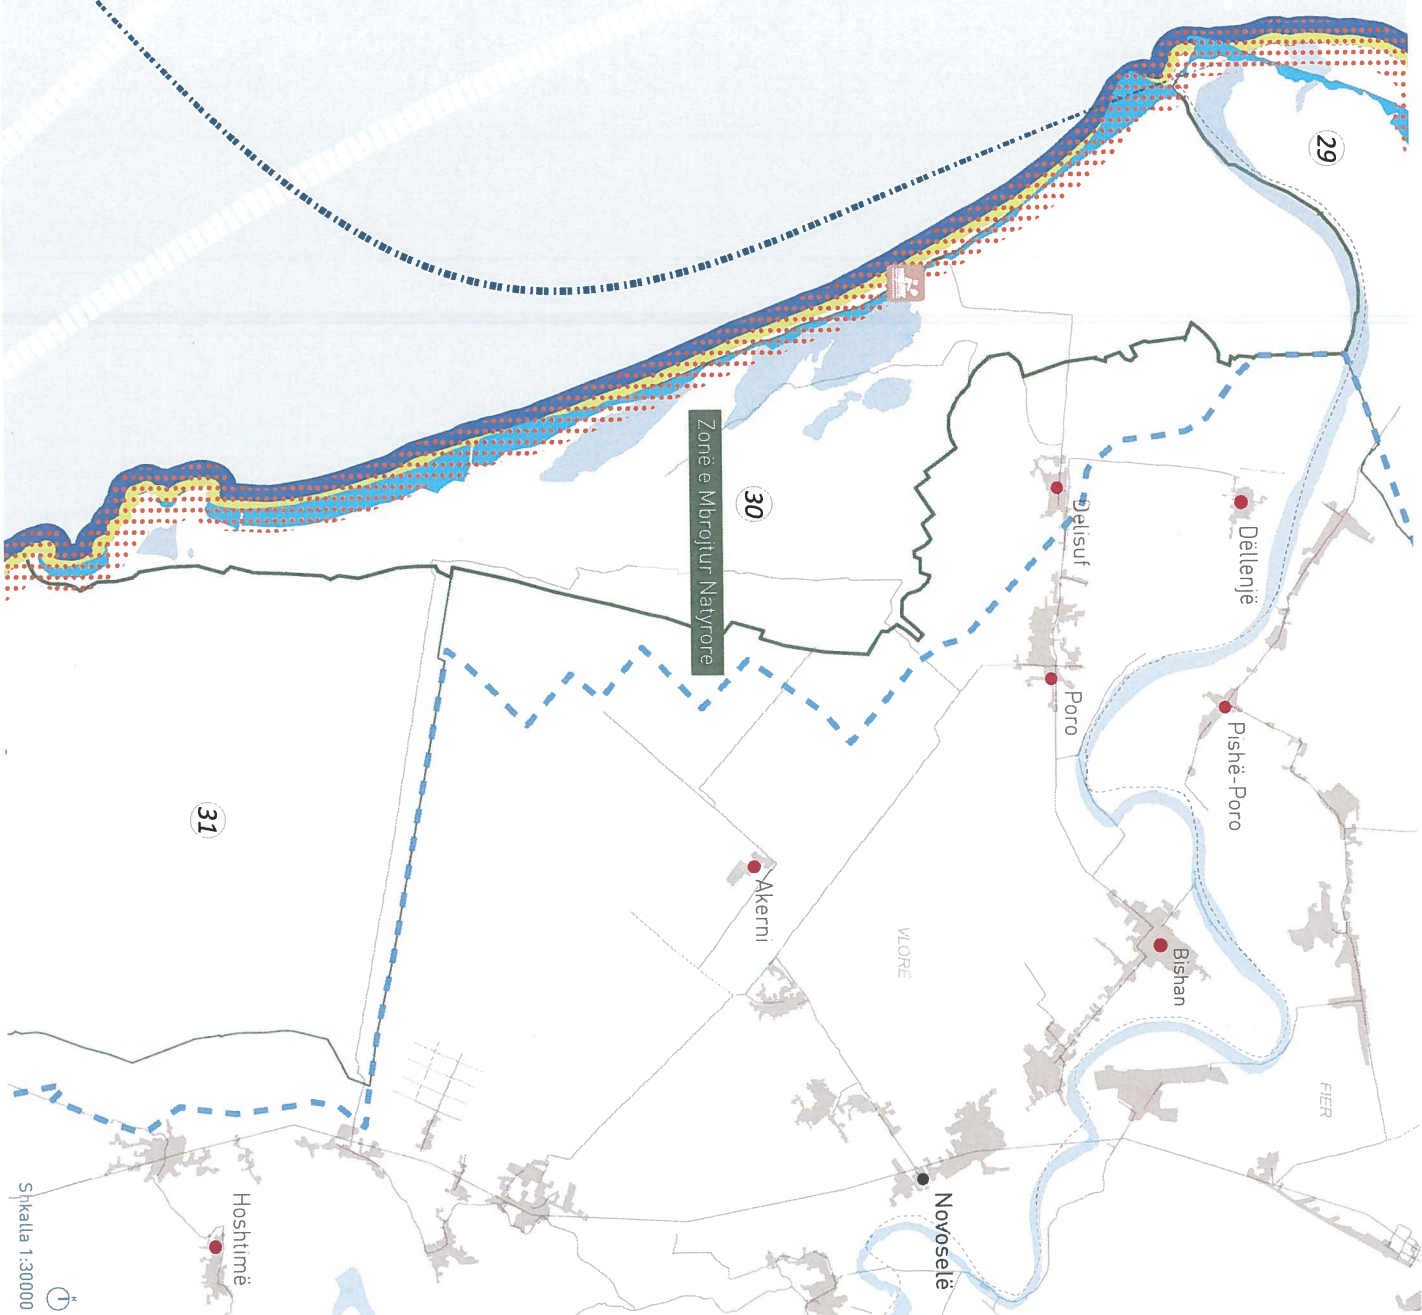 29
Zonë e Mbrojtur Natyrore
30
Delisuf
Dëllenjë
Poro
Pishë-Poro
31
Akerni
VLORË
Bishan
FIER
Novoselë
Hoshtimë
Shkalla 1:30000
N